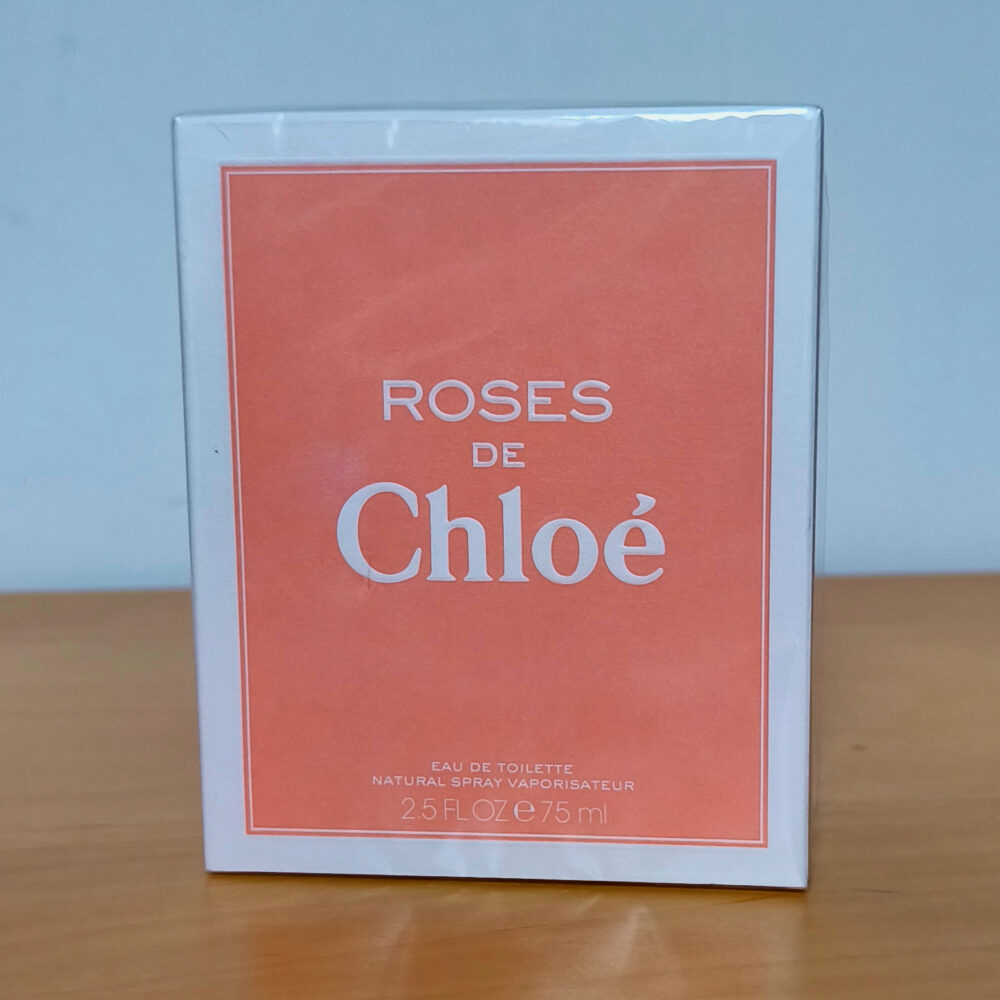 ROSES
DE
Chloé
EAU DE TOILETTE
NATURAL SPRAY VAPORISATEUR
2.5 FL OZ ℮ 75 ml